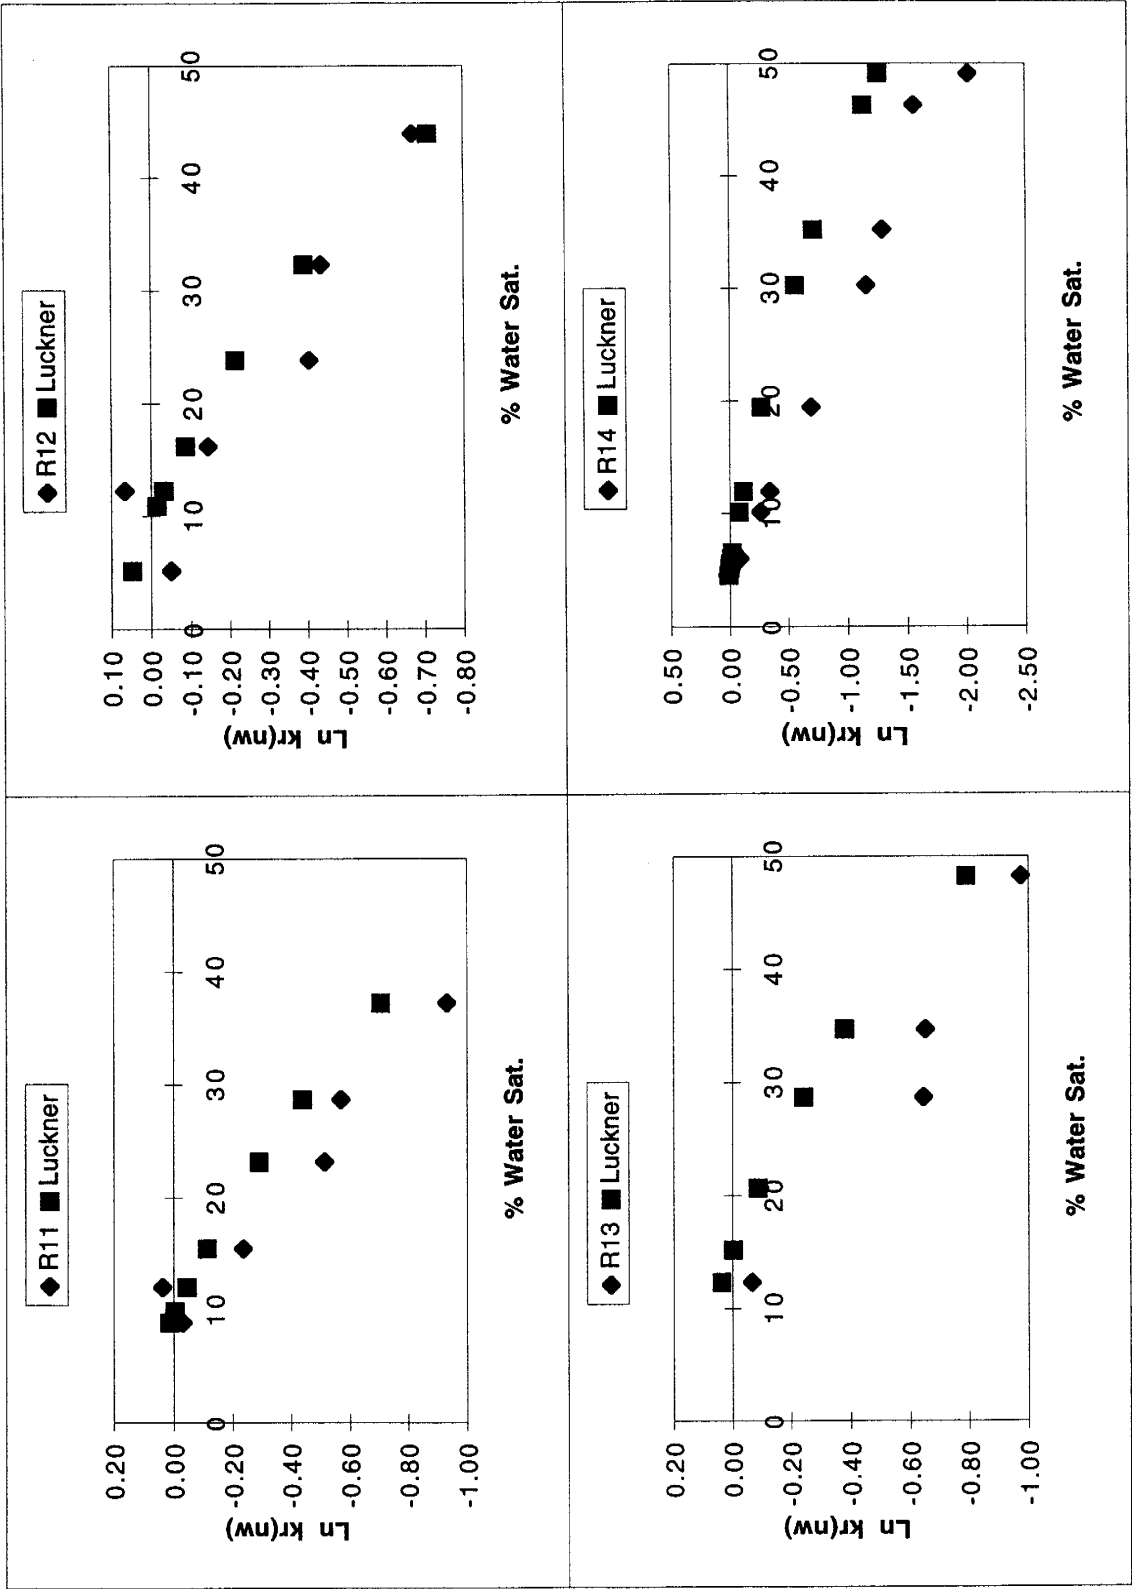 ◆ R11 ■ Luckner
0.20
0.00
-0.20
-0.40
-0.60
-0.80
-1.00
0 10 20 30 40 50
Ln kr(nw)
% Water Sat.
◆ R12 ■ Luckner
0.10
0.00
-0.10
-0.20
-0.30
-0.40
-0.50
-0.60
-0.70
-0.80
0 10 20 30 40 50
Ln kr(nw)
% Water Sat.
◆ R13 ■ Luckner
0.20
0.00
-0.20
-0.40
-0.60
-0.80
-1.00
0 10 20 30 40 50
Ln kr(nw)
% Water Sat.
◆ R14 ■ Luckner
0.50
0.00
-0.50
-1.00
-1.50
-2.00
-2.50
0 10 20 30 40 50
Ln kr(nw)
% Water Sat.